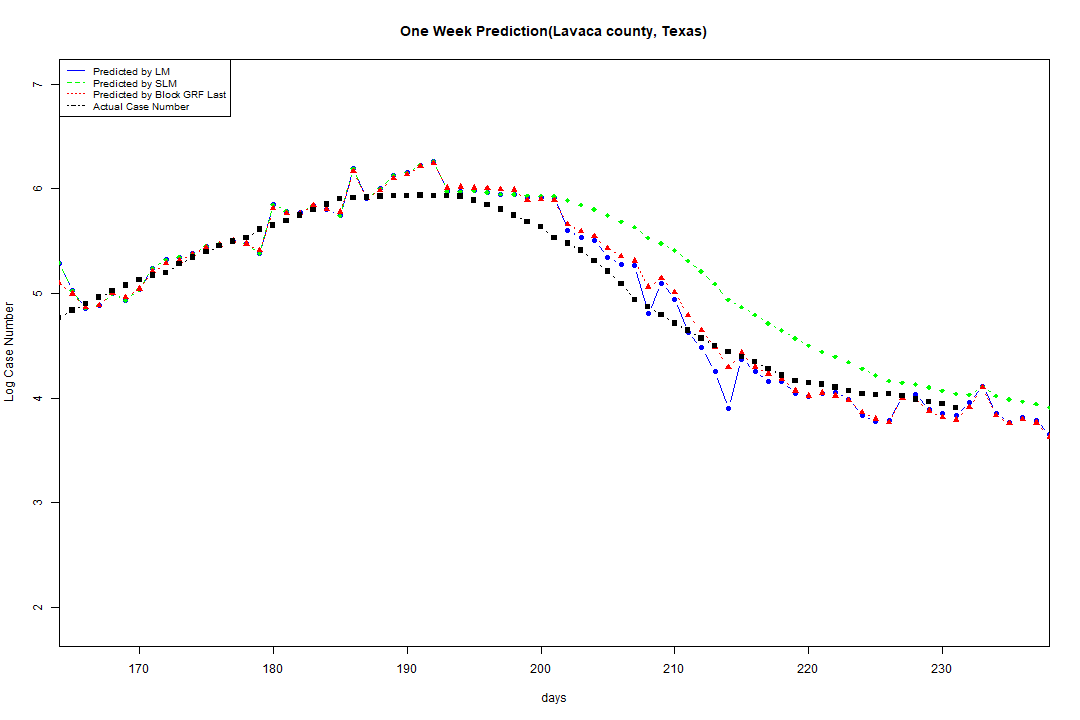 One Week Prediction(Lavaca county, Texas)
Predicted by LM
Predicted by SLM
Predicted by Block GRF Last
Actual Case Number
7
6
5
4
3
2
Log Case Number
170 180 190 200 210 220 230
days